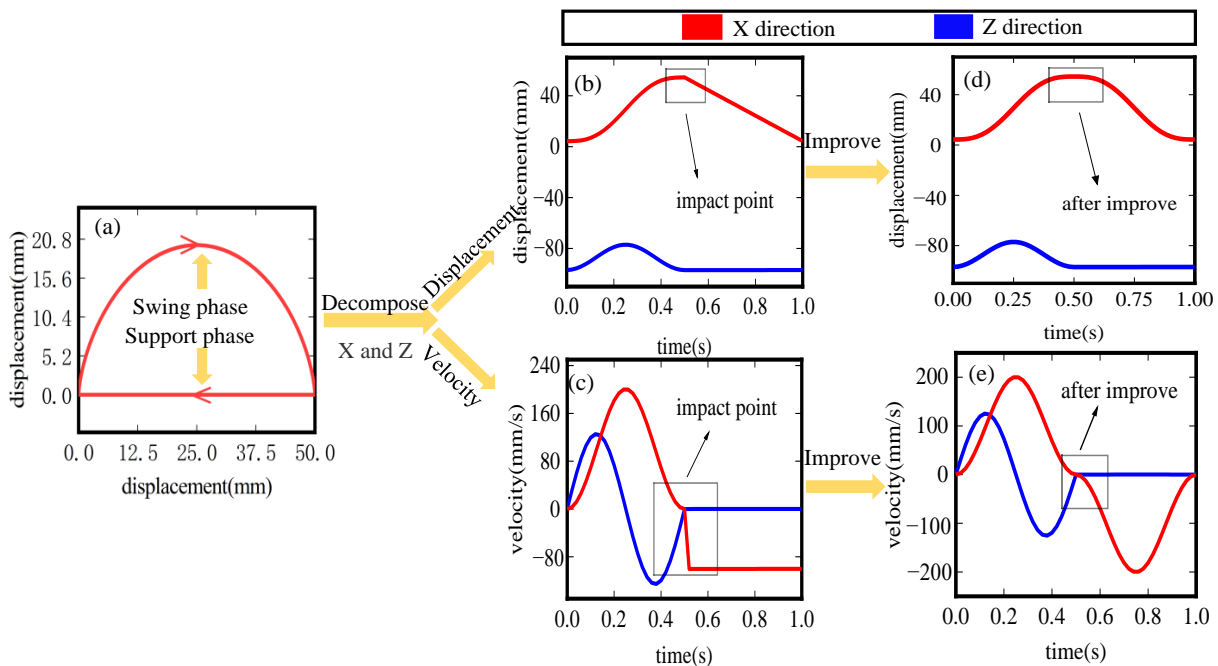 X direction
Z direction
(a)
displacement(mm)
20.8
15.6
10.4
5.2
0.0
Swing phase
Support phase
0.0 12.5 25.0 37.5 50.0
displacement(mm)
Decompose
X and Z
Displacement
Velocity
(b)
displacement(mm)
40
0
−40
−80
impact point
0.0 0.2 0.4 0.6 0.8 1.0
time(s)
Improve
(d)
displacement(mm)
40
0
−40
−80
after improve
0.00 0.25 0.50 0.75 1.00
time(s)
(c)
velocity(mm/s)
240
160
80
0
−80
impact point
0.0 0.2 0.4 0.6 0.8 1.0
time(s)
Improve
(e)
velocity(mm/s)
200
100
0
−100
−200
after improve
0.0 0.2 0.4 0.6 0.8 1.0
time(s)